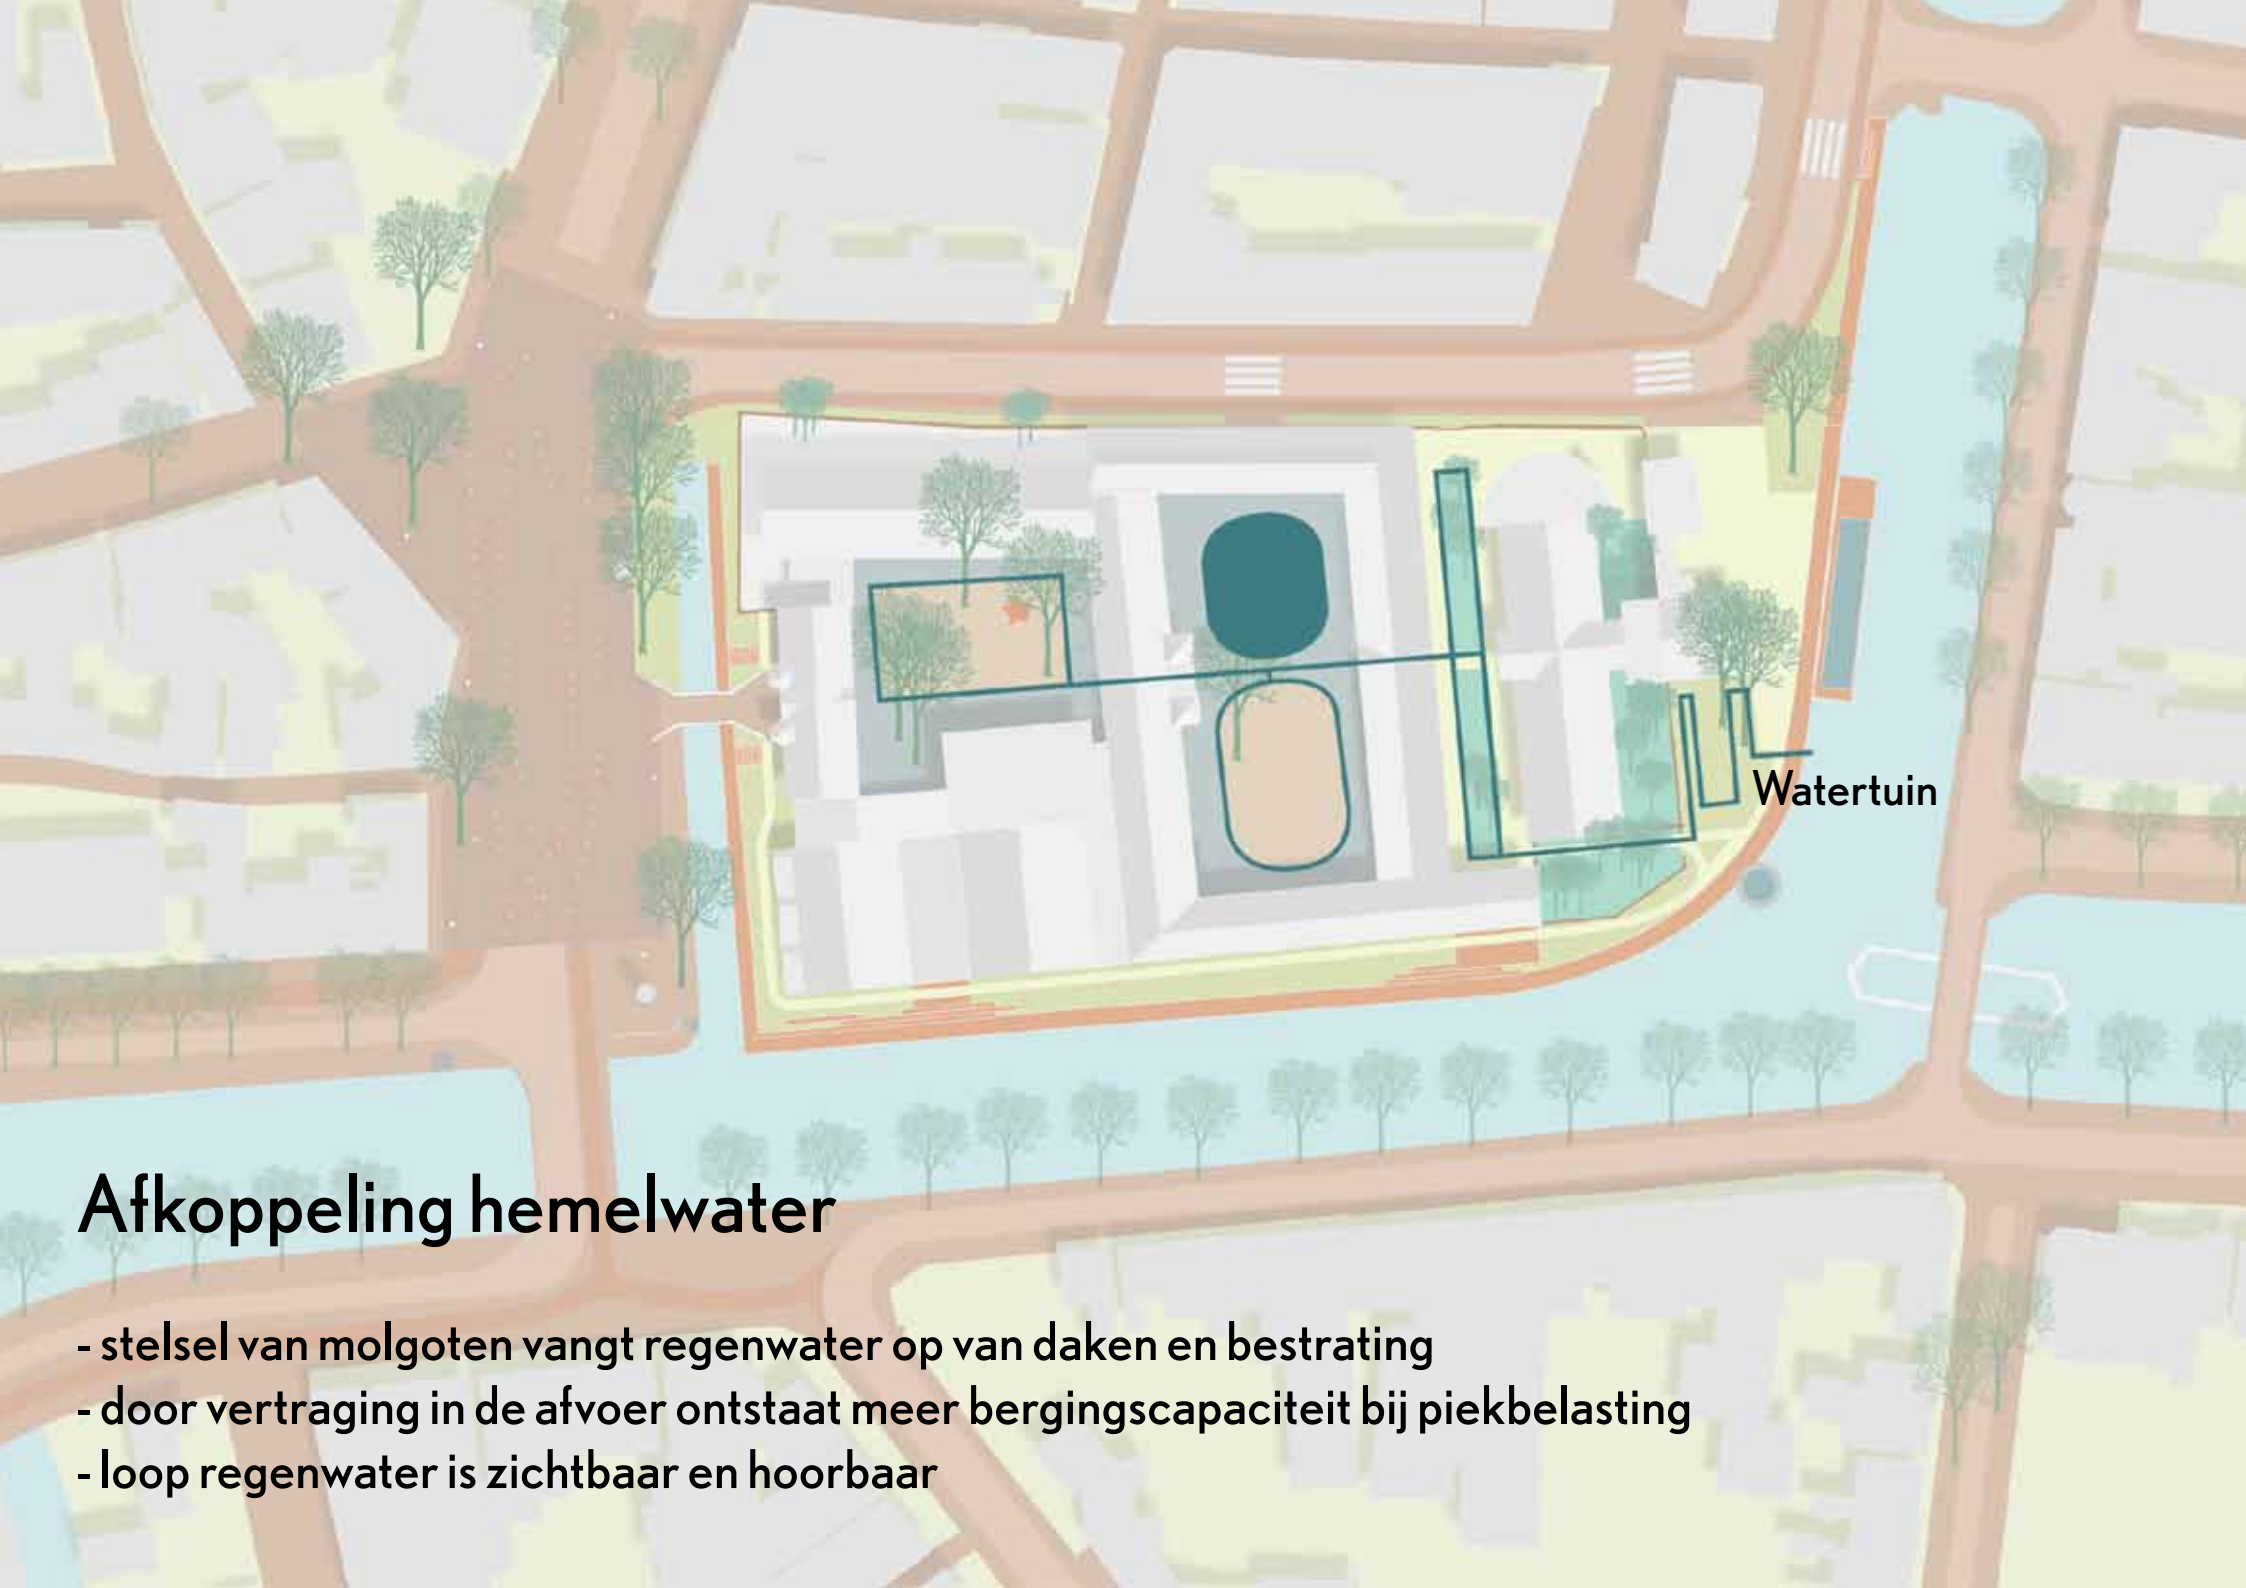 Watertuin
Afkoppeling hemelwater
- stelsel van molgoten vangt regenwater op van daken en bestrating
- door vertraging in de afvoer ontstaat meer bergingscapaciteit bij piekbelasting
- loop regenwater is zichtbaar en hoorbaar